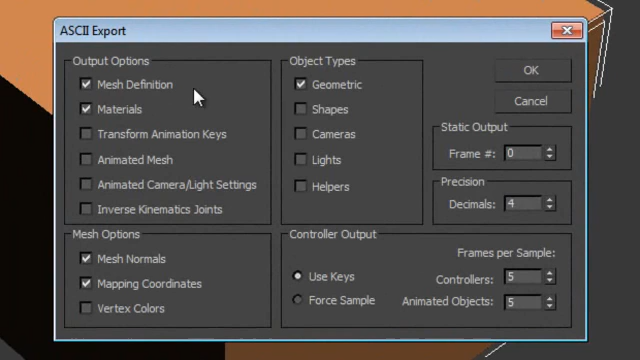 ASCII Export
Output Options
Mesh Definition
Materials
Transform Animation Keys
Animated Mesh
Animated Camera/Light Settings
Inverse Kinematics Joints
Mesh Options
Mesh Normals
Mapping Coordinates
Vertex Colors
Object Types
Geometric
Shapes
Cameras
Lights
Helpers
OK
Cancel
Static Output
Frame #: 0
Precision
Decimals: 4
Controller Output
Use Keys
Force Sample
Frames per Sample:
Controllers: 5
Animated Objects: 5